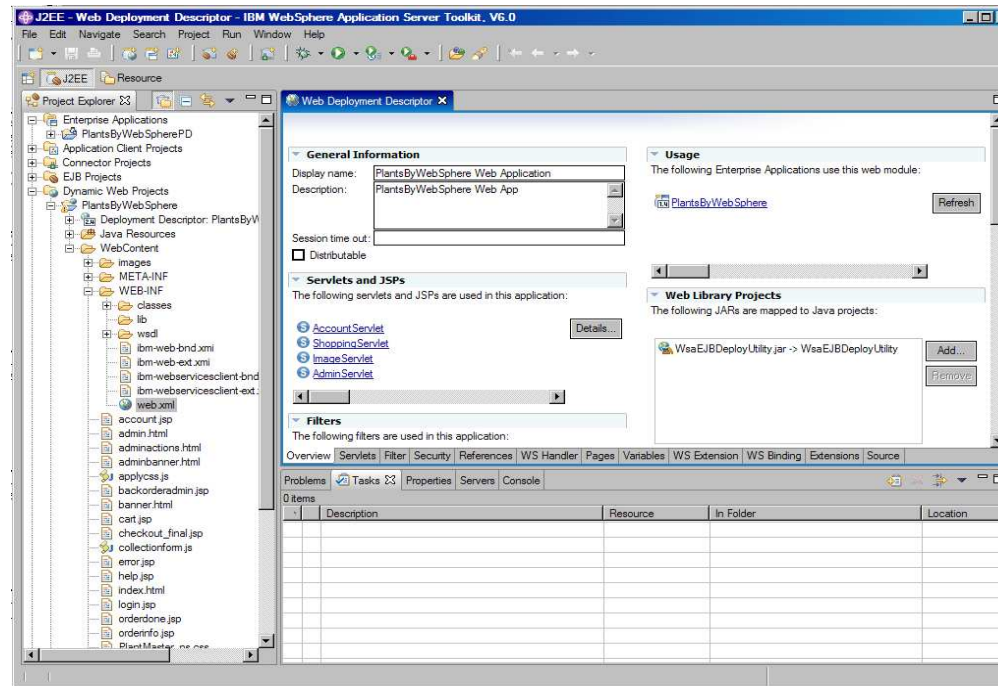 J2EE - Web Deployment Descriptor - IBM WebSphere Application Server Toolkit, V6.0
File Edit Navigate Search Project Run Window Help
J2EE Resource
Project Explorer
Enterprise Applications
PlantsByWebSpherePD
Application Client Projects
Connector Projects
EJB Projects
Dynamic Web Projects
PlantsByWebSphere
Deployment Descriptor: PlantsByW
Java Resources
WebContent
images
META-INF
WEB-INF
classes
lib
wsdl
ibm-web-bnd.xmi
ibm-web-ext.xmi
ibm-webservicesclient-bnd
ibm-webservicesclient-ext.
web.xml
account.jsp
admin.html
adminactions.html
adminbanner.html
applycss.js
backorderadmin.jsp
banner.html
cart.jsp
checkout_final.jsp
collectionform.js
error.jsp
help.jsp
index.html
login.jsp
orderdone.jsp
orderinfo.jsp
PlantMaster_ns.css
Web Deployment Descriptor
General Information
Display name: PlantsByWebSphere Web Application
Description: PlantsByWebSphere Web App
Session time out:
Distributable
Servlets and JSPs
The following servlets and JSPs are used in this application:
AccountServlet
Details...
ShoppingServlet
ImageServlet
AdminServlet
Filters
The following filters are used in this application:
Usage
The following Enterprise Applications use this web module:
PlantsByWebSphere
Refresh
Web Library Projects
The following JARs are mapped to Java projects:
WsaEJBDeployUtility.jar -> WsaEJBDeployUtility
Add...
Remove
Overview Servlets Filter Security References WS Handler Pages Variables WS Extension WS Binding Extensions Source
Problems Tasks Properties Servers Console
0 items
Description Resource In Folder Location